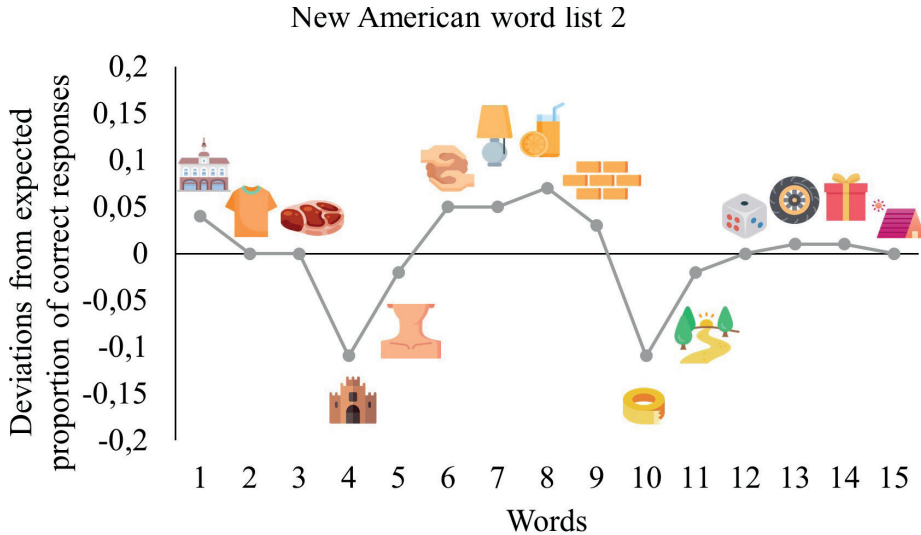 New American word list 2
Deviations from expected
proportion of correct responses
0,2
0,15
0,1
0,05
0
-0,05
-0,1
-0,15
-0,2
1 2 3 4 5 6 7 8 9 10 11 12 13 14 15
Words